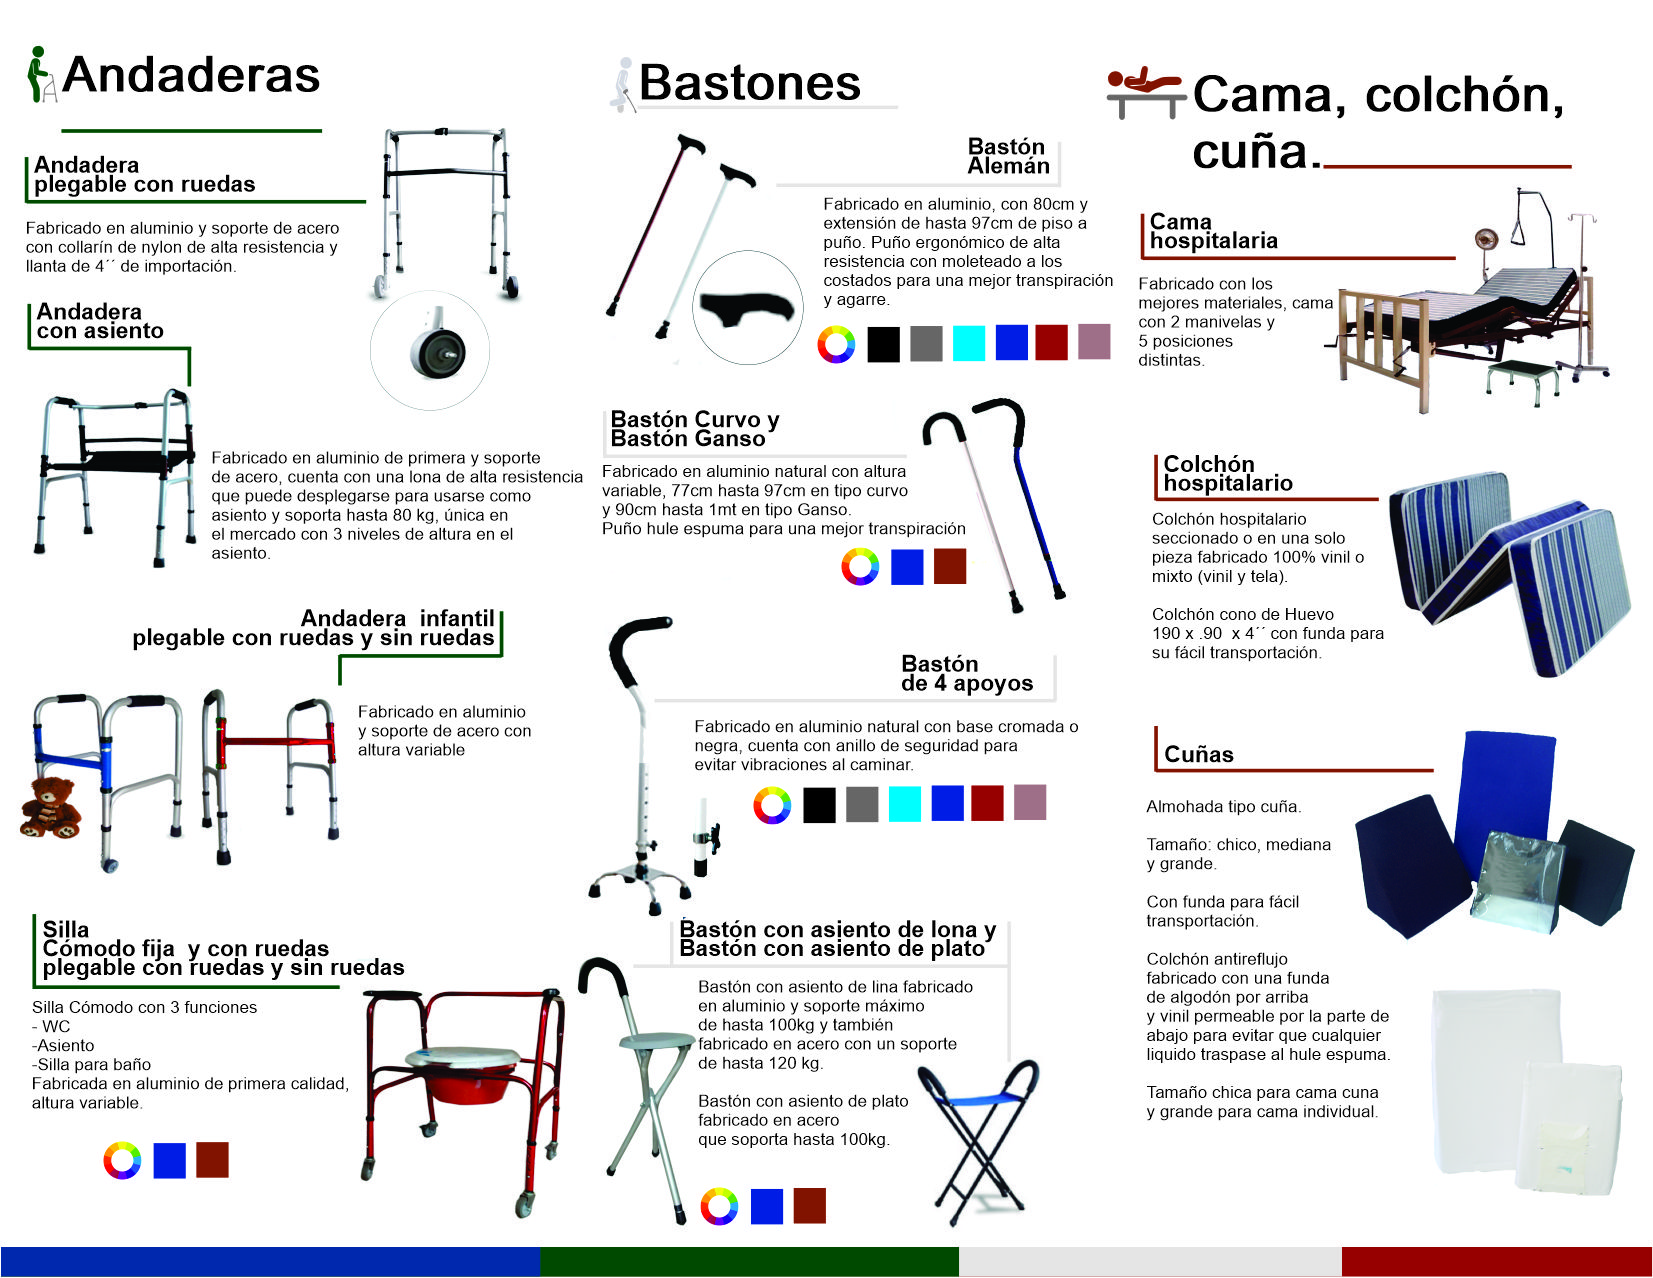 Andaderas
Andadera
plegable con ruedas
Fabricado en aluminio y soporte de acero
con collarín de nylon de alta resistencia y
llanta de 4´´ de importación.
Andadera
con asiento
Fabricado en aluminio de primera y soporte
de acero, cuenta con una lona de alta resistencia
que puede desplegarse para usarse como
asiento y soporta hasta 80 kg, única en
el mercado con 3 niveles de altura en el
asiento.
Andadera infantil
plegable con ruedas y sin ruedas
Fabricado en aluminio
y soporte de acero con
altura variable
Silla
Cómodo fija y con ruedas
plegable con ruedas y sin ruedas
Silla Cómodo con 3 funciones
- WC
-Asiento
-Silla para baño
Fabricada en aluminio de primera calidad,
altura variable.
Bastones
Bastón
Alemán
Fabricado en aluminio, con 80cm y
extensión de hasta 97cm de piso a
puño. Puño ergonómico de alta
resistencia con moleteado a los
costados para una mejor transpiración
y agarre.
Bastón Curvo y
Bastón Ganso
Fabricado en aluminio natural con altura
variable, 77cm hasta 97cm en tipo curvo
y 90cm hasta 1mt en tipo Ganso.
Puño hule espuma para una mejor transpiración
Bastón
de 4 apoyos
Fabricado en aluminio natural con base cromada o
negra, cuenta con anillo de seguridad para
evitar vibraciones al caminar.
Bastón con asiento de lona y
Bastón con asiento de plato
Bastón con asiento de lina fabricado
en aluminio y soporte máximo
de hasta 100kg y también
fabricado en acero con un soporte
de hasta 120 kg.
Bastón con asiento de plato
fabricado en acero
que soporta hasta 100kg.
Cama, colchón,
cuña.
Cama
hospitalaria
Fabricado con los
mejores materiales, cama
con 2 manivelas y
5 posiciones
distintas.
Colchón
hospitalario
Colchón hospitalario
seccionado o en una solo
pieza fabricado 100% vinil o
mixto (vinil y tela).
Colchón cono de Huevo
190 x .90 x 4´´ con funda para
su fácil transportación.
Cuñas
Almohada tipo cuña.
Tamaño: chico, mediana
y grande.
Con funda para fácil
transportación.
Colchón antireflujo
fabricado con una funda
de algodón por arriba
y vinil permeable por la parte de
abajo para evitar que cualquier
liquido traspase al hule espuma.
Tamaño chica para cama cuna
y grande para cama individual.